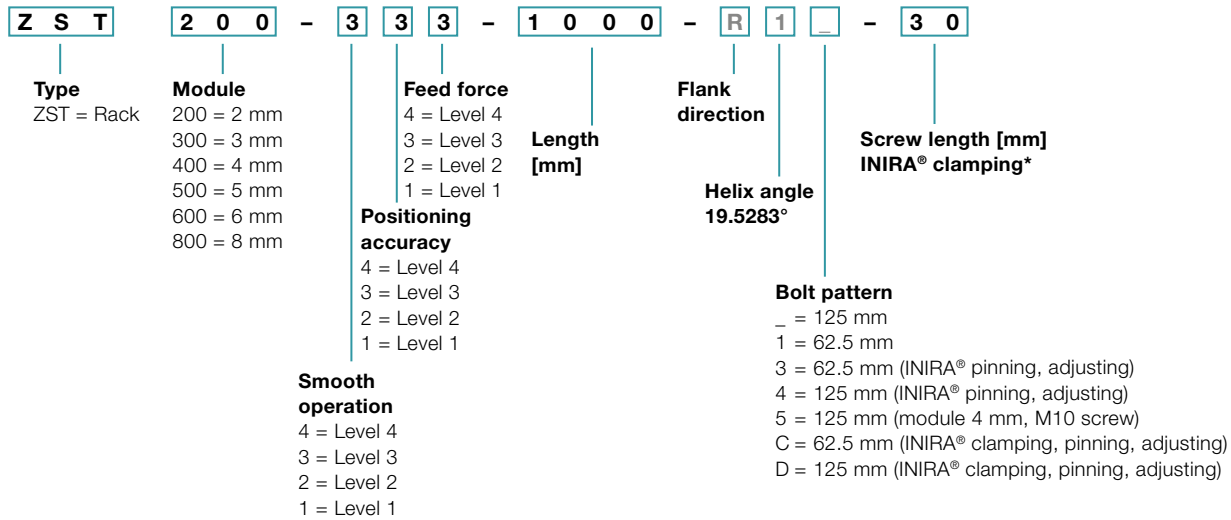 Z S T 2 0 0 – 3 3 3 – 1 0 0 0 – R 1 _ – 3 0
Type
ZST = Rack
Module
200 = 2 mm
300 = 3 mm
400 = 4 mm
500 = 5 mm
600 = 6 mm
800 = 8 mm
Smooth
operation
4 = Level 4
3 = Level 3
2 = Level 2
1 = Level 1
Positioning
accuracy
4 = Level 4
3 = Level 3
2 = Level 2
1 = Level 1
Feed force
4 = Level 4
3 = Level 3
2 = Level 2
1 = Level 1
Length
[mm]
Flank
direction
Helix angle
19.5283°
Bolt pattern
_ = 125 mm
1 = 62.5 mm
3 = 62.5 mm (INIRA® pinning, adjusting)
4 = 125 mm (INIRA® pinning, adjusting)
5 = 125 mm (module 4 mm, M10 screw)
C = 62.5 mm (INIRA® clamping, pinning, adjusting)
D = 125 mm (INIRA® clamping, pinning, adjusting)
Screw length [mm]
INIRA® clamping*